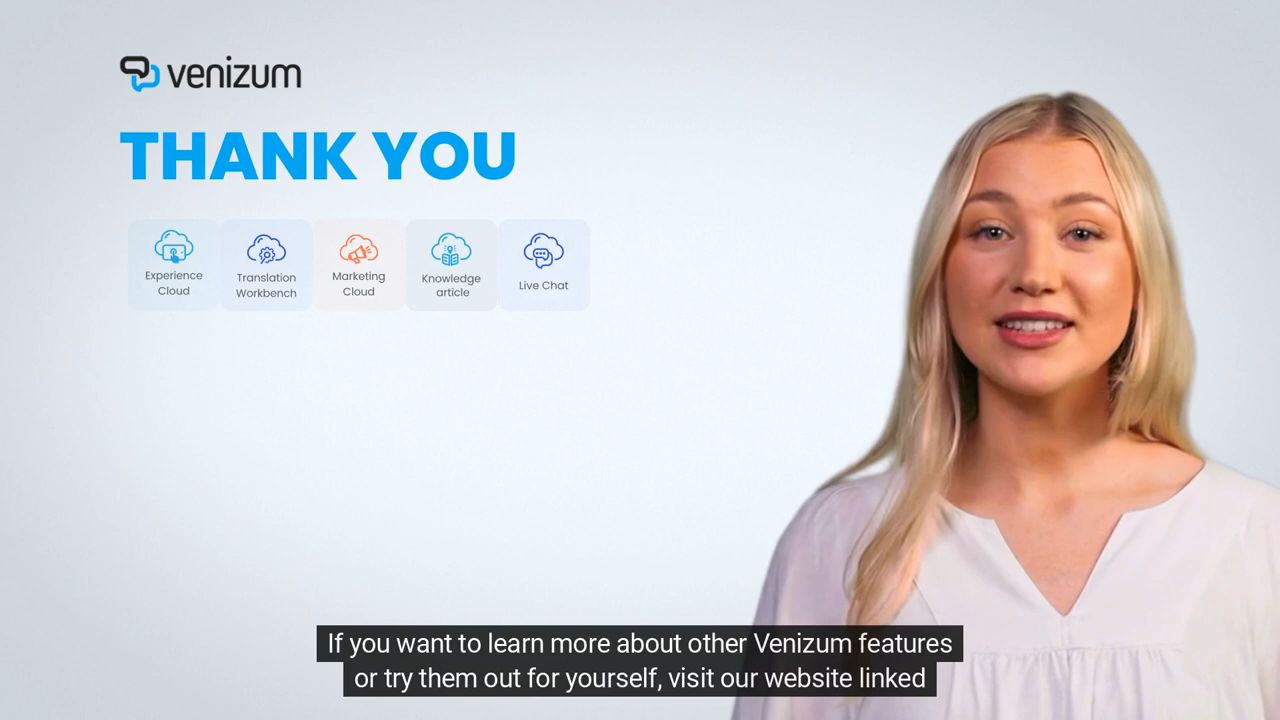 venizum
THANK YOU
Experience
Cloud
Translation
Workbench
Marketing
Cloud
Knowledge
article
Live Chat
If you want to learn more about other Venizum features
or try them out for yourself, visit our website linked